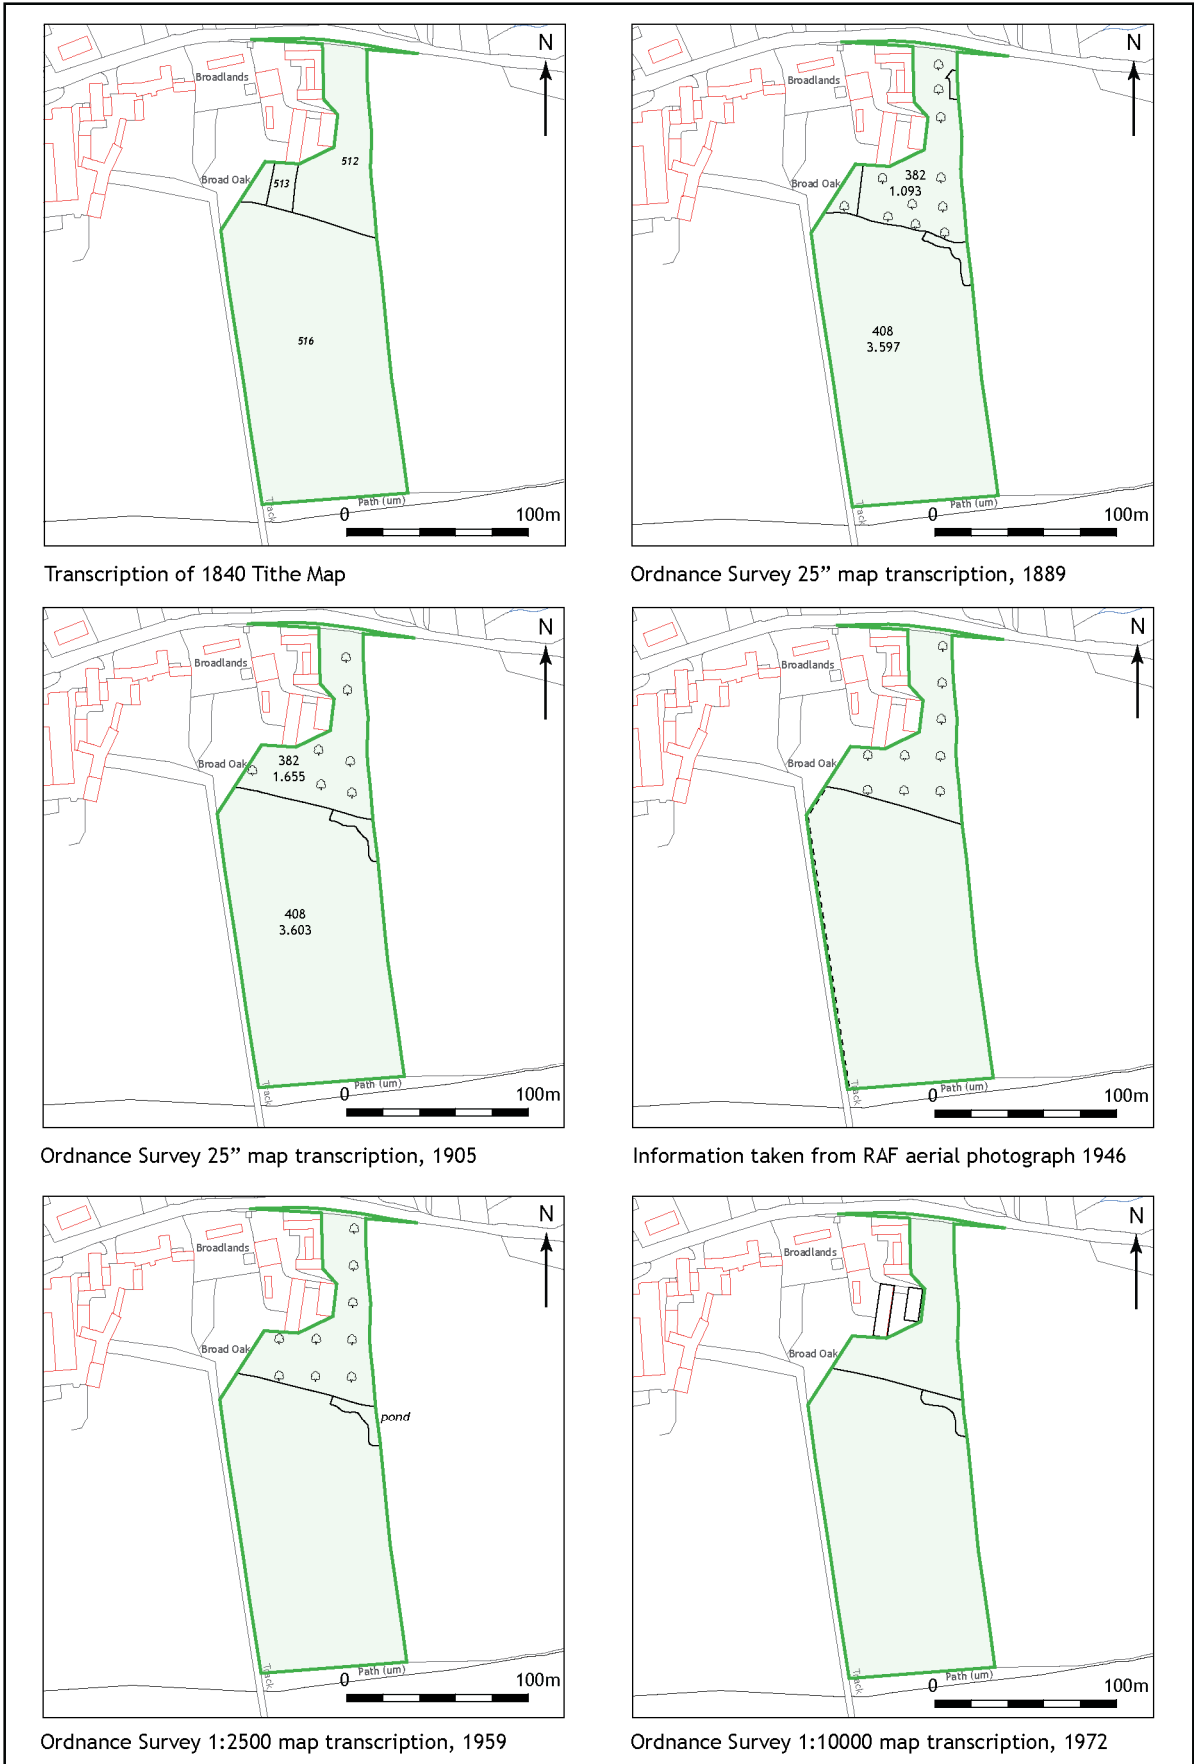 N
Broadlands
512
Broad Oak
513
516
Track
Path (um)
0 100m
Transcription of 1840 Tithe Map
N
Broadlands
382
1.093
Broad Oak
408
3.597
Track
Path (um)
0 100m
Ordnance Survey 25” map transcription, 1889
N
Broadlands
Broad Oak
382
1.655
408
3.603
Track
Path (um)
0 100m
Ordnance Survey 25” map transcription, 1905
N
Broadlands
Broad Oak
Track
Path (um)
0 100m
Information taken from RAF aerial photograph 1946
N
Broadlands
Broad Oak
pond
Track
Path (um)
0 100m
Ordnance Survey 1:2500 map transcription, 1959
N
Broadlands
Broad Oak
Track
Path (um)
0 100m
Ordnance Survey 1:10000 map transcription, 1972